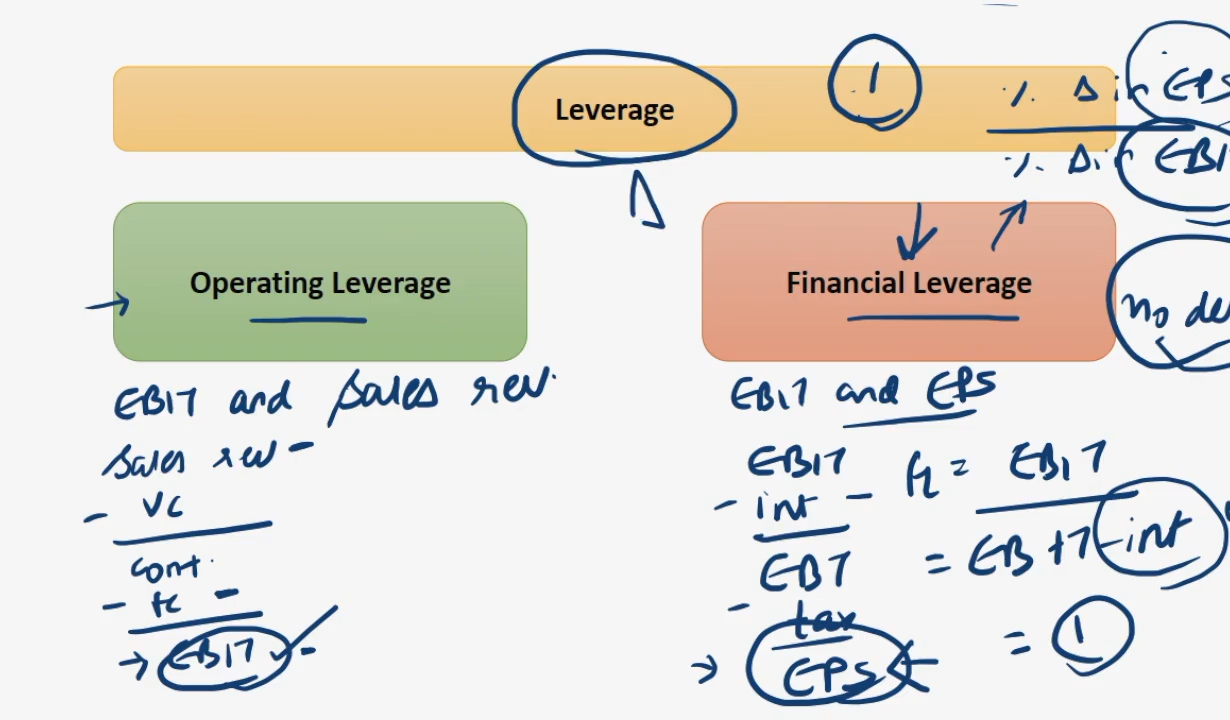 Leverage
1
% Δ in EPS
% Δ in EBI
Operating Leverage
Financial Leverage
no de
EBIT and Sales rev.
Sales rev -
- VC
cont.
- fc -
→ EBIT ✓ -
EBIT and EPS
EBIT
- int -
EBT
- tax
→ EPS
FL = EBIT
= EBIT - int
= 1